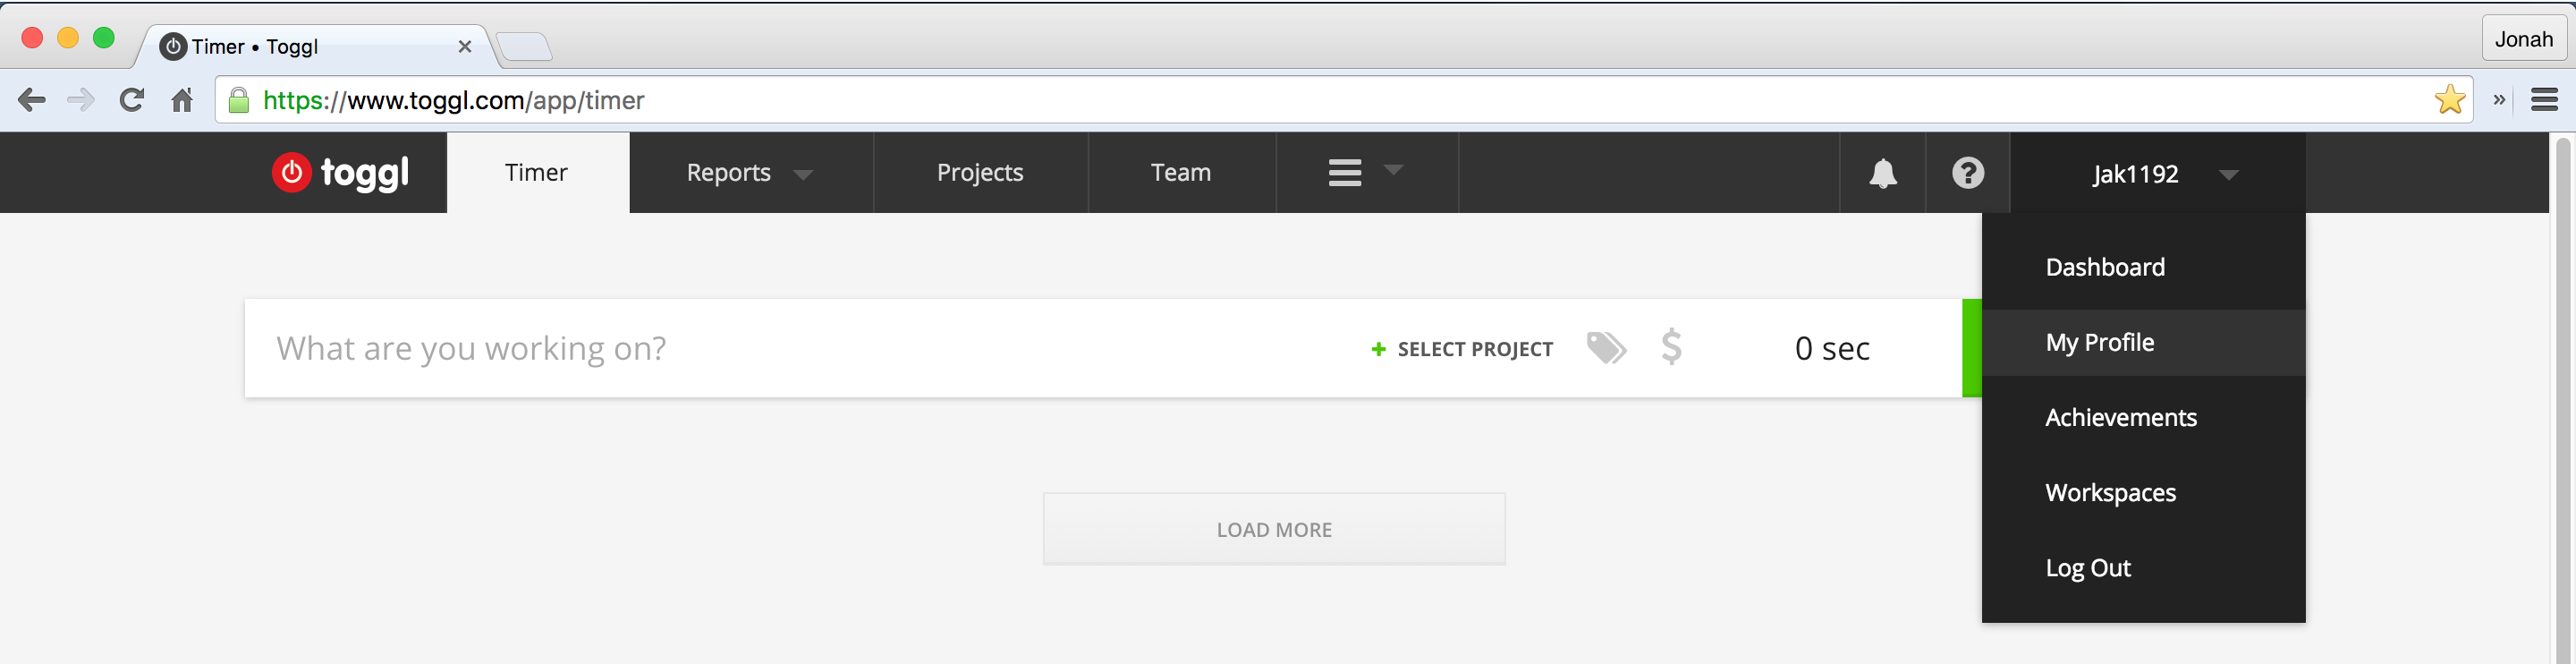 Timer • Toggl
Jonah
https://www.toggl.com/app/timer
toggl Timer Reports Projects Team Jak1192
Dashboard
What are you working on? + SELECT PROJECT $ 0 sec
My Profile
Achievements
Workspaces
LOAD MORE
Log Out